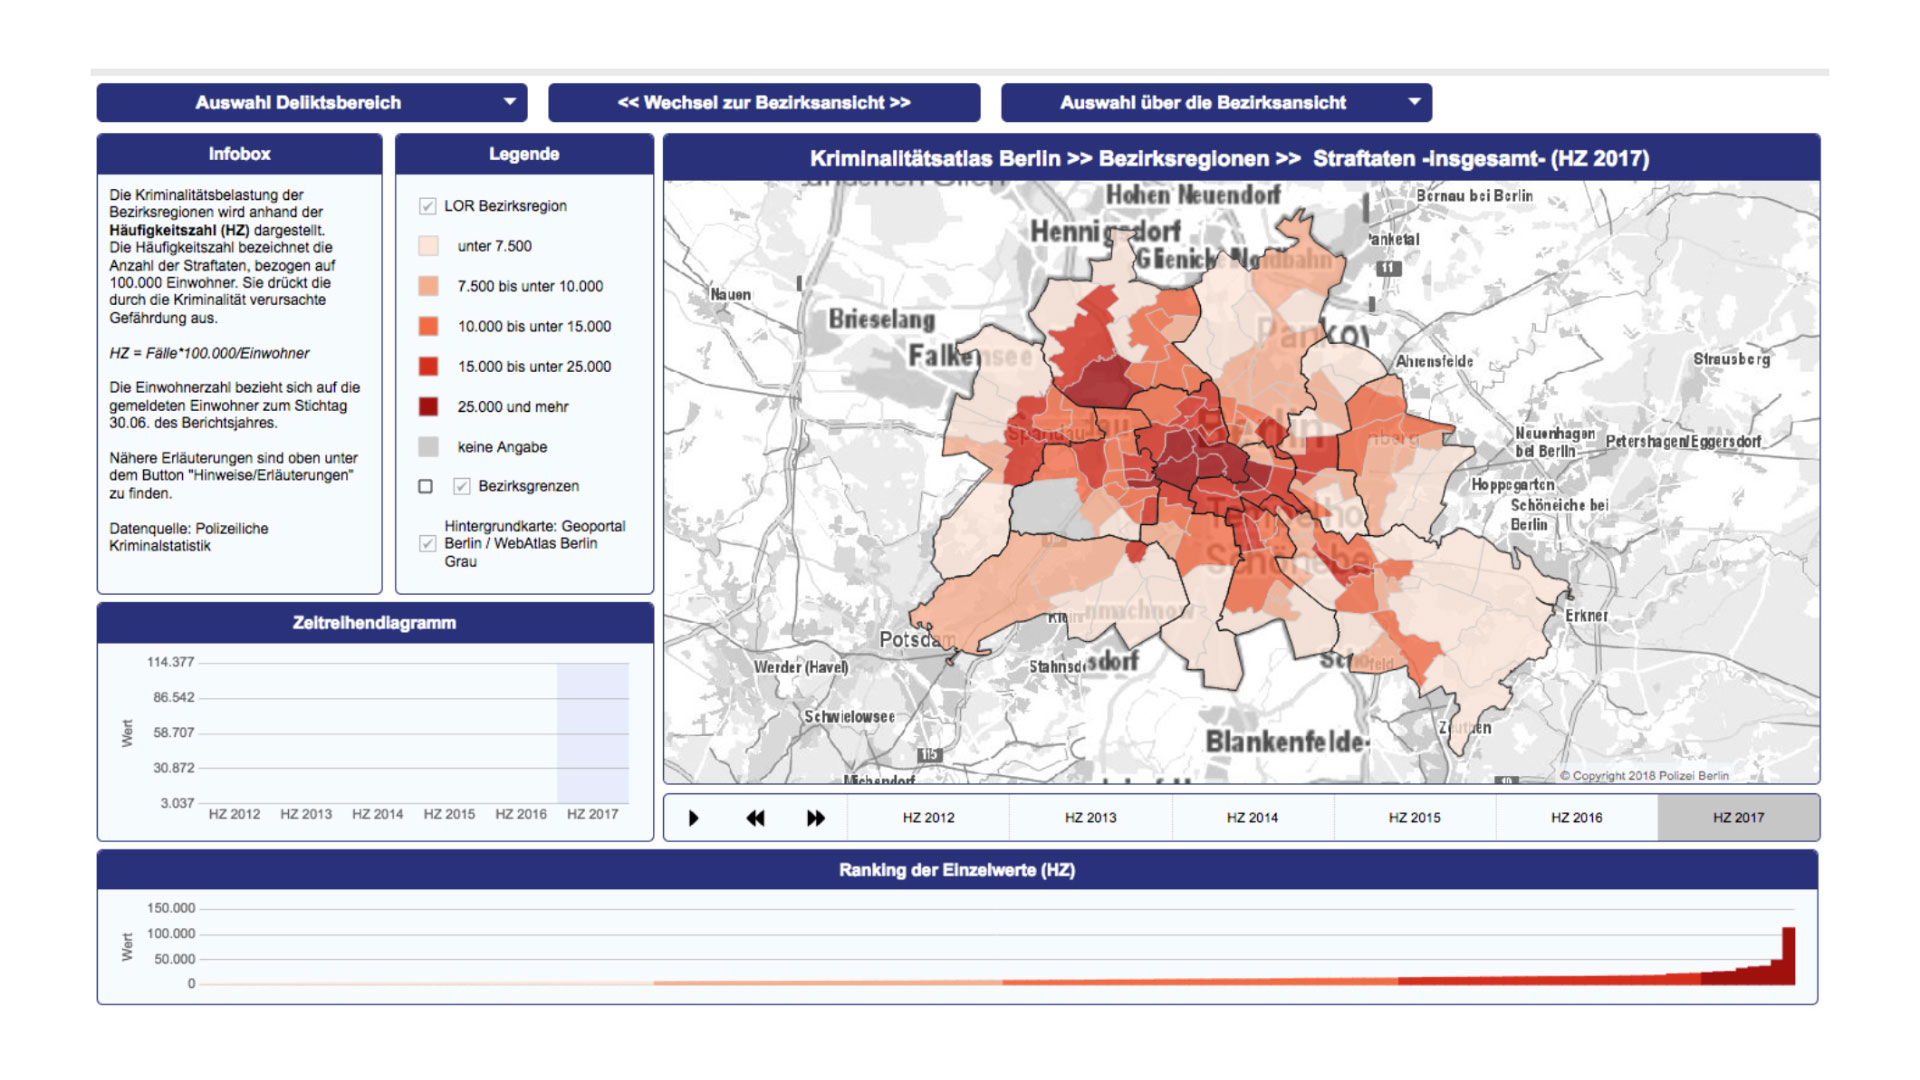 Auswahl Deliktsbereich
<< Wechsel zur Bezirksansicht >>
Auswahl über die Bezirksansicht
Infobox
Die Kriminalitätsbelastung der
Bezirksregionen wird anhand der
Häufigkeitszahl (HZ) dargestellt.
Die Häufigkeitszahl bezeichnet die
Anzahl der Straftaten, bezogen auf
100.000 Einwohner. Sie drückt die
durch die Kriminalität verursachte
Gefährdung aus.
HZ = Fälle*100.000/Einwohner
Die Einwohnerzahl bezieht sich auf die
gemeldeten Einwohner zum Stichtag
30.06. des Berichtsjahres.
Nähere Erläuterungen sind oben unter
dem Button "Hinweise/Erläuterungen"
zu finden.
Datenquelle: Polizeiliche
Kriminalstatistik
Legende
LOR Bezirksregion
unter 7.500
7.500 bis unter 10.000
10.000 bis unter 15.000
15.000 bis unter 25.000
25.000 und mehr
keine Angabe
Bezirksgrenzen
Hintergrundkarte: Geoportal
Berlin / WebAtlas Berlin
Grau
Kriminalitätsatlas Berlin >> Bezirksregionen >> Straftaten -insgesamt- (HZ 2017)
Hohen Neuendorf
Bernau bei Berlin
Hennigsdorf
Panketal
Glienicke/Nordbahn
11
Nauen
Brieselang
Pankow
Falkensee
Ahrensfelde
Strausberg
Spandau
Berlin
Neuenhagen
bei Berlin
Petershagen/Eggersdorf
Hoppegarten
Schöneiche bei
Berlin
Tempelho
Schönebe
Erkner
Potsdam
Werder (Havel)
Stahnsdorf
Schwielowsee
Zeuthen
115
Blankenfelde-
Michendorf
10
© Copyright 2018 Polizei Berlin
Zeitreihendiagramm
Wert
114.377
86.542
58.707
30.872
3.037
HZ 2012 HZ 2013 HZ 2014 HZ 2015 HZ 2016 HZ 2017
HZ 2012 HZ 2013 HZ 2014 HZ 2015 HZ 2016 HZ 2017
Ranking der Einzelwerte (HZ)
Wert
150.000
100.000
50.000
0